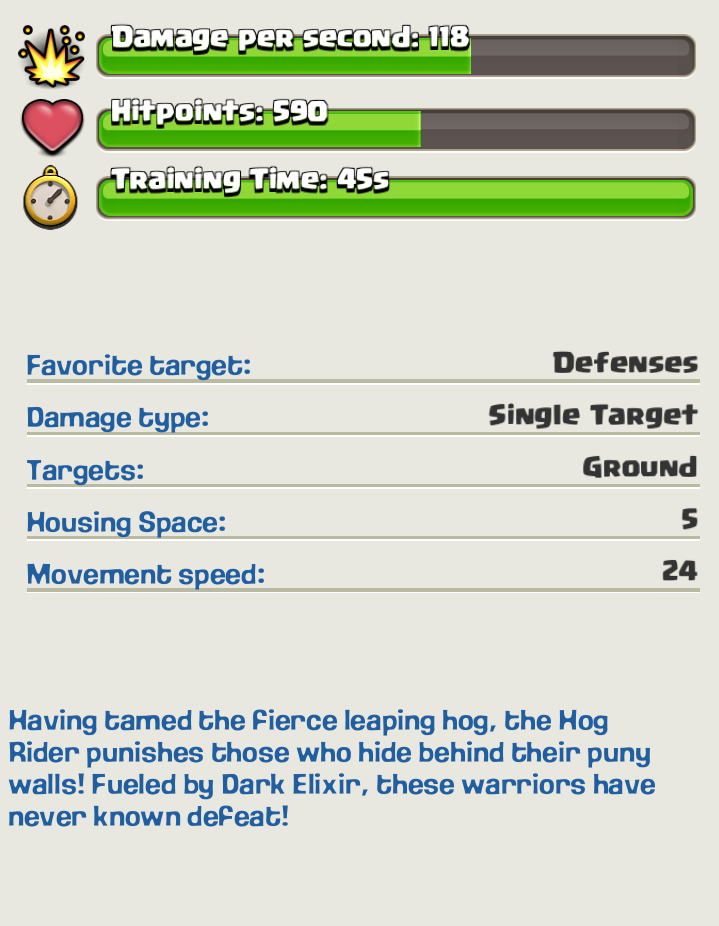 Damage per second: 118
Hitpoints: 590
Training Time: 45s
Favorite target: Defenses
Damage type: Single Target
Targets: Ground
Housing Space: 5
Movement speed: 24
Having tamed the fierce leaping hog, the Hog
Rider punishes those who hide behind their puny
walls! Fueled by Dark Elixir, these warriors have
never known defeat!